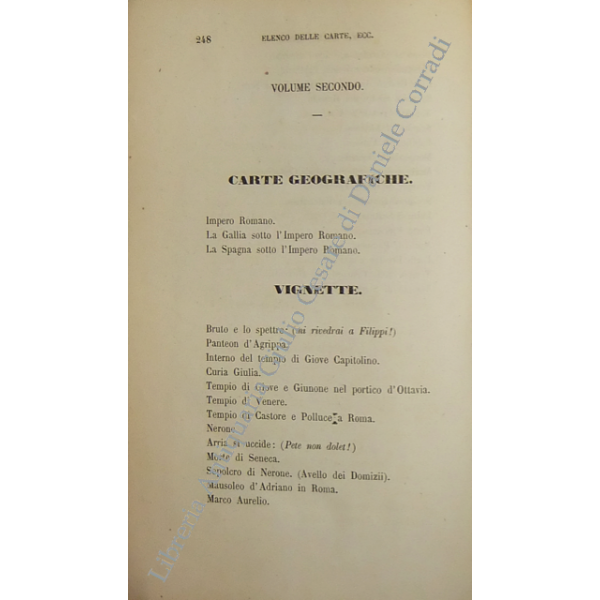 248 ELENCO DELLE CARTE, ECC.
VOLUME SECONDO.
CARTE GEOGRAFICHE.
Impero Romano.
La Gallia sotto l'Impero Romano.
La Spagna sotto l'Impero Romano.
VIGNETTE.
Bruto e lo spettro: (mi rivedrai a Filippi!)
Panteon d'Agrippa.
Interno del tempio di Giove Capitolino.
Curia Giulia.
Tempio di Giove e Giunone nel portico d'Ottavia.
Tempio di Venere.
Tempio di Castore e Polluce a Roma.
Nerone.
Arria si uccide: (Pete non dolet!)
Morte di Seneca.
Sepolcro di Nerone. (Avello dei Domizii).
Mausoleo d'Adriano in Roma.
Marco Aurelio.
Libreria Antiquaria Giulio Cesare di Daniele Corradi